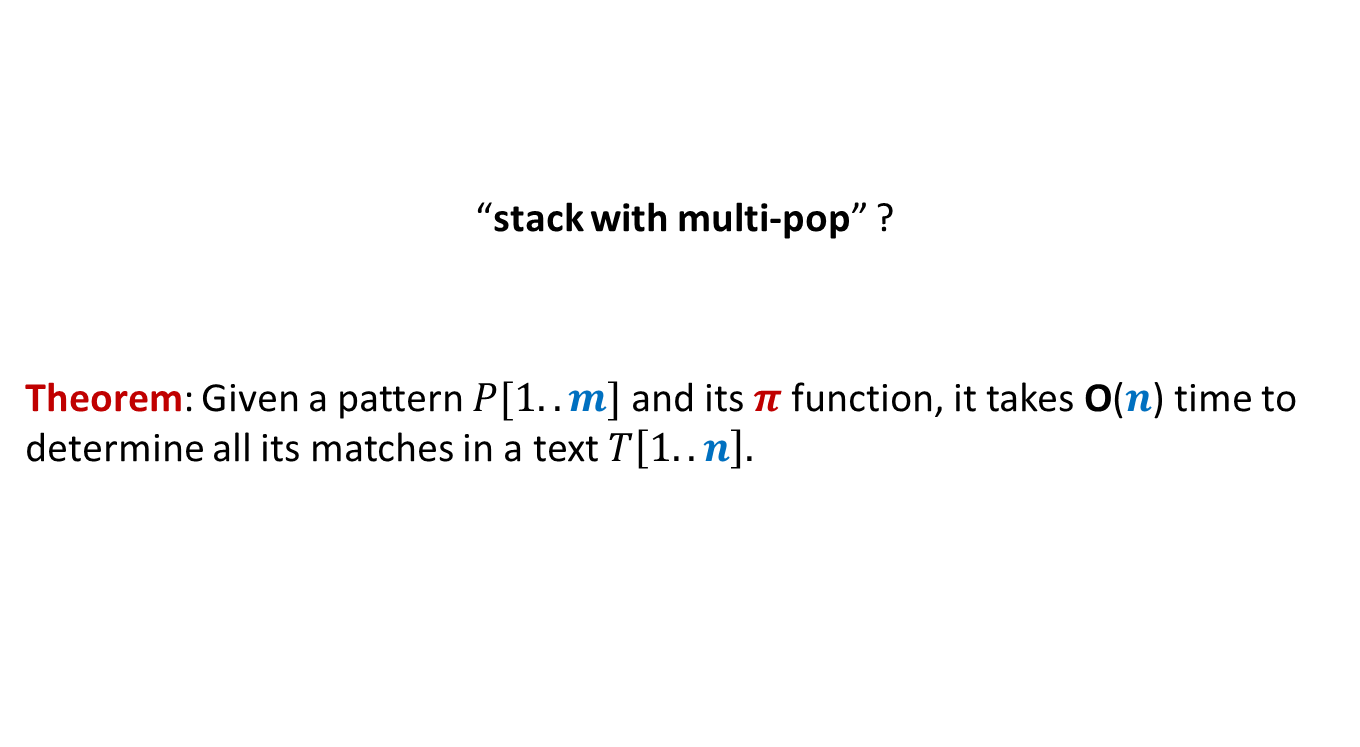 “stack with multi-pop” ?
Theorem: Given a pattern 𝑃[1..𝒎] and its 𝝅 function, it takes O(𝒏) time to
determine all its matches in a text 𝑇[1..𝒏].